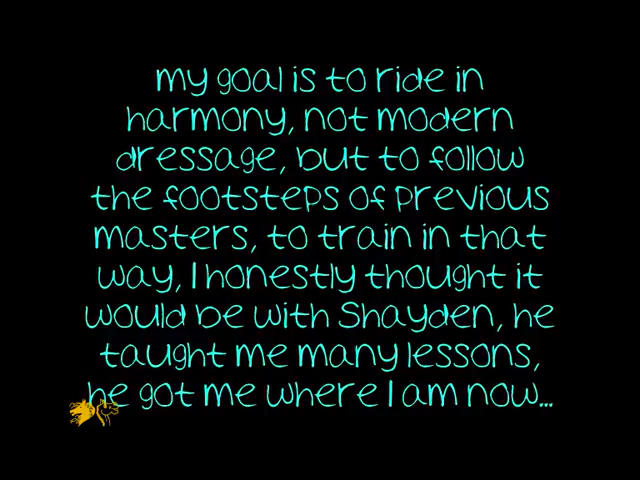 my goal is to ride in
harmony, not modern
dressage, but to follow
the footsteps of previous
masters, to train in that
way, I honestly thought it
would be with Shayden, he
taught me many lessons,
he got me where I am now...